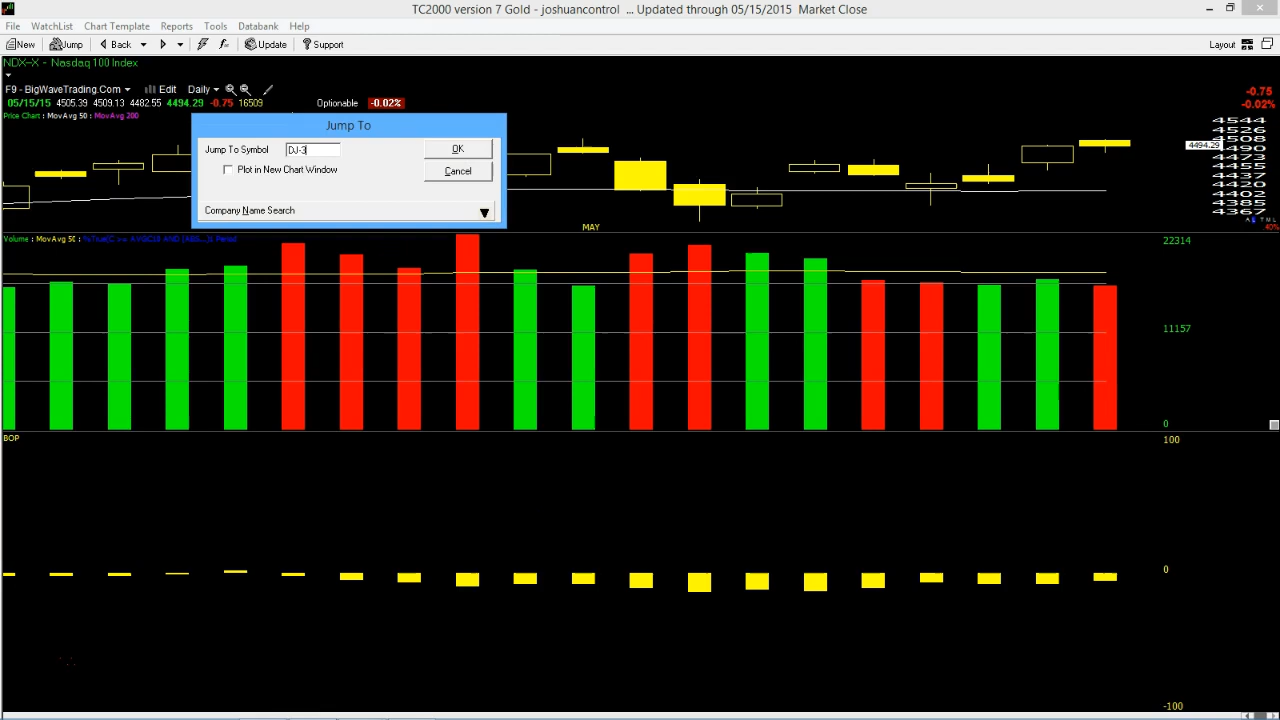 TC2000 version 7 Gold - joshuancontrol ... Updated through 05/15/2015 Market Close
File WatchList Chart Template Reports Tools Databank Help
New Jump Back Update Support Layout
NDX--X - Nasdaq 100 Index
F9 - BigWaveTrading.Com Edit Daily
05/15/15 4505.39 4509.13 4482.55 4494.29 -0.75 16509 Optionable -0.02%
Price Chart : MovAvg 50 : MovAvg 200
-0.75
-0.02%
Jump To
Jump To Symbol DJ-3 OK
Plot in New Chart Window Cancel
Company Name Search
4544
4526
4508
4494.29 4490
4473
4455
4437
4420
4402
4385
4367
MAY
40%
Volume : MovAvg 50 :
22314
11157
0
BOP
100
0
-100